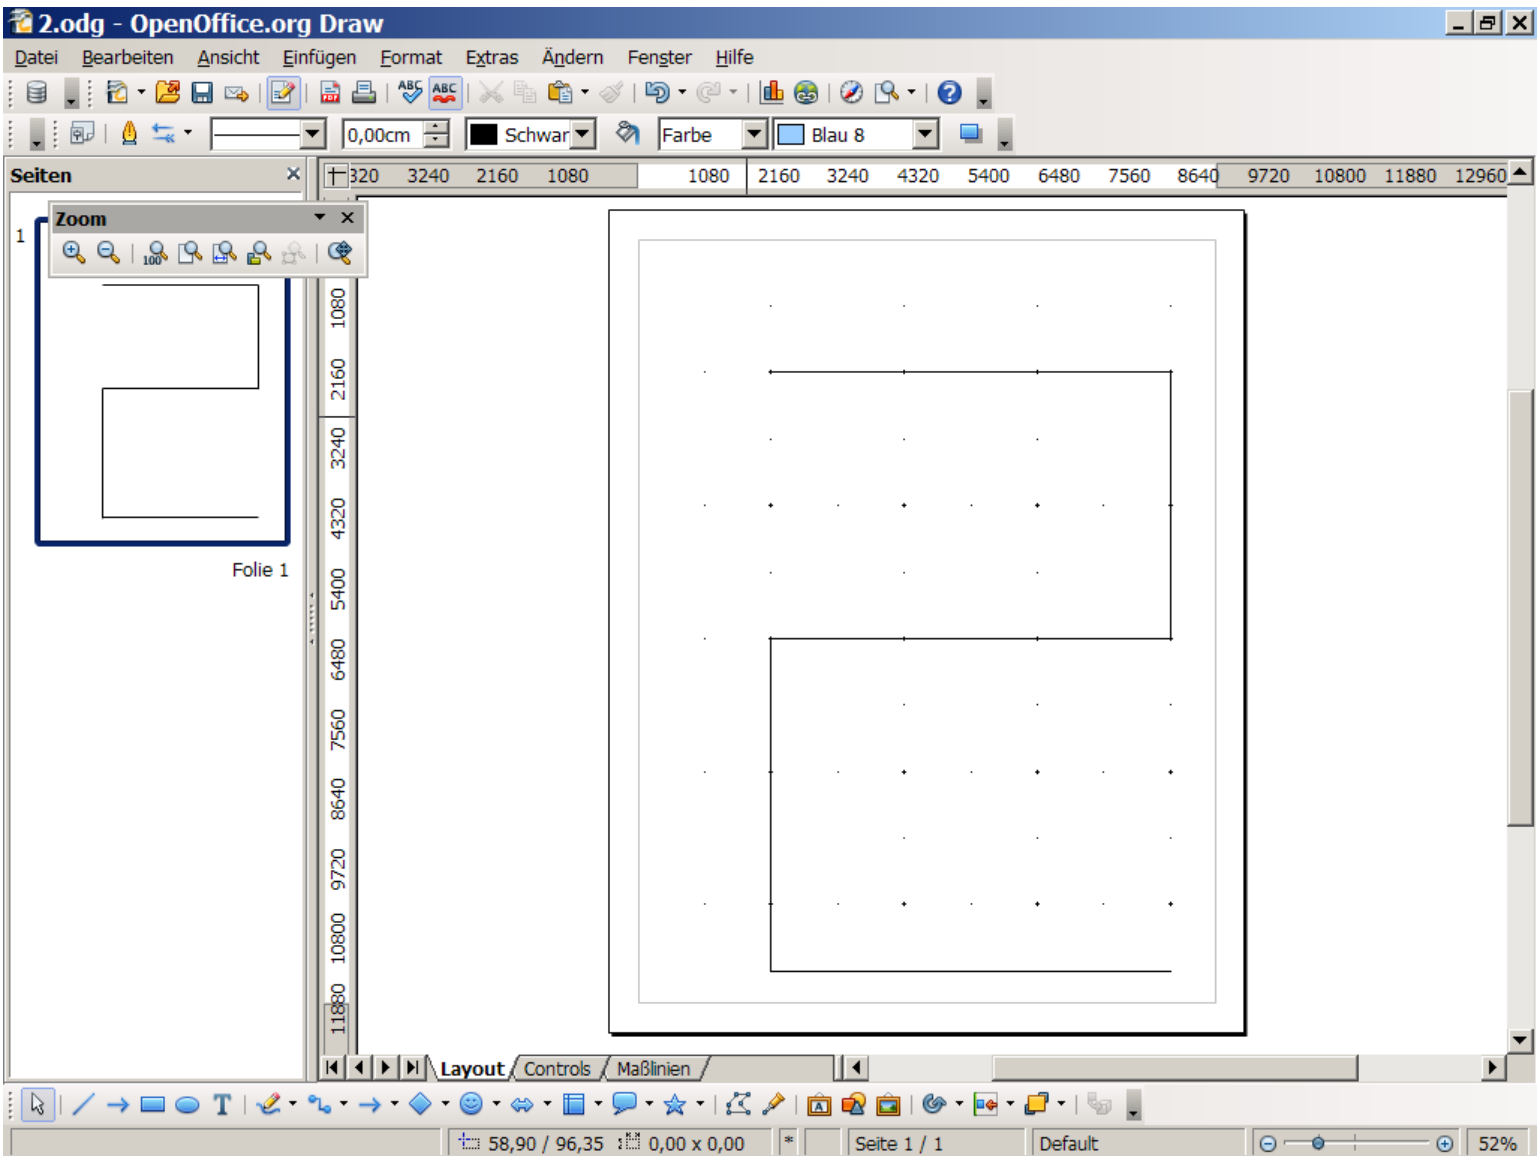 2.odg - OpenOffice.org Draw
Datei Bearbeiten Ansicht Einfügen Format Extras Ändern Fenster Hilfe
ABC ABC
0,00cm Schwar Farbe Blau 8
Seiten
320 3240 2160 1080 1080 2160 3240 4320 5400 6480 7560 8640 9720 10800 11880 12960
Zoom
1
100
1080
2160
3240
4320
5400
6480
7560
8640
9720
10800
11880
Folie 1
Layout Controls Maßlinien
T A
58,90 / 96,35 0,00 x 0,00 * Seite 1 / 1 Default 52%